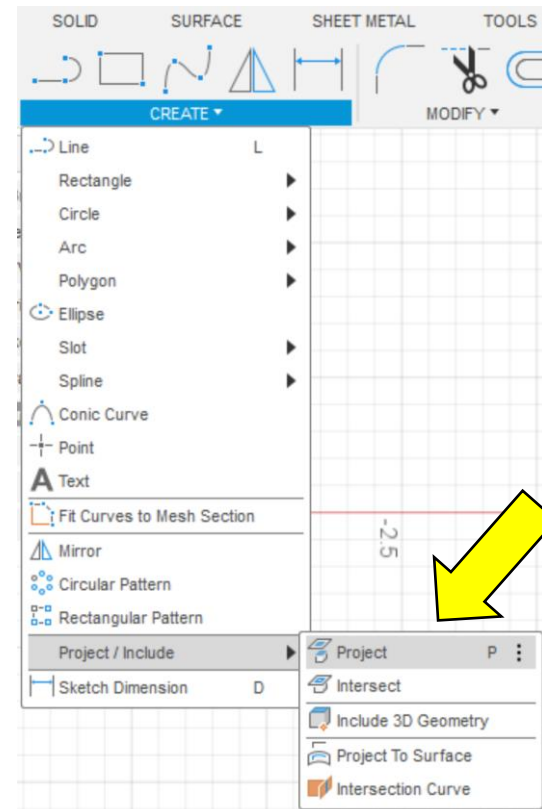 SOLID SURFACE SHEET METAL TOOLS
CREATE ▾ MODIFY ▾
Line L
Rectangle
Circle
Arc
Polygon
Ellipse
Slot
Spline
Conic Curve
Point
A Text
Fit Curves to Mesh Section
Mirror
Circular Pattern
Rectangular Pattern
Project / Include
Sketch Dimension D
-2.5
Project P
Intersect
Include 3D Geometry
Project To Surface
Intersection Curve